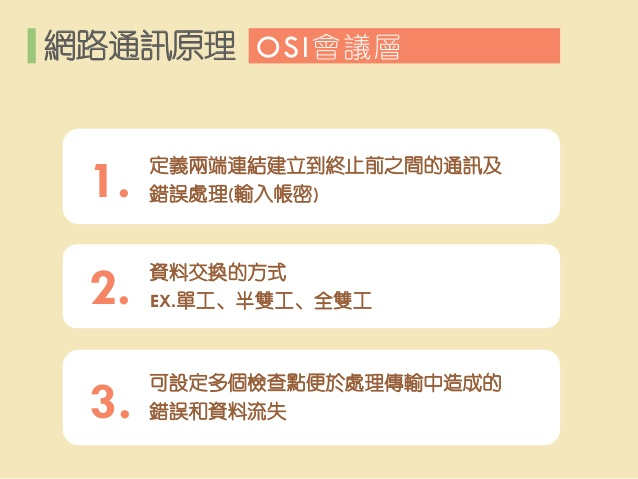 網路通訊原理 OSI會議層
1. 定義兩端連結建立到終止前之間的通訊及
錯誤處理(輸入帳密)
2. 資料交換的方式
EX.單工、半雙工、全雙工
3. 可設定多個檢查點便於處理傳輸中造成的
錯誤和資料流失